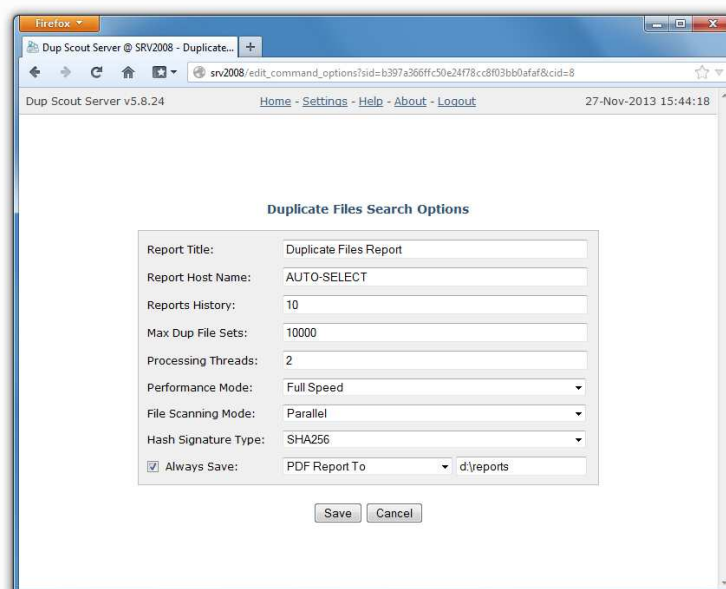 Firefox
Dup Scout Server @ SRV2008 - Duplicate...
srv2008/edit_command_options?sid=b397a366ffc50e24f78cc8f03bb0afaf&cid=8
Dup Scout Server v5.8.24 Home - Settings - Help - About - Logout 27-Nov-2013 15:44:18
Duplicate Files Search Options
Report Title: Duplicate Files Report
Report Host Name: AUTO-SELECT
Reports History: 10
Max Dup File Sets: 10000
Processing Threads: 2
Performance Mode: Full Speed
File Scanning Mode: Parallel
Hash Signature Type: SHA256
Always Save: PDF Report To d:\reports
Save Cancel